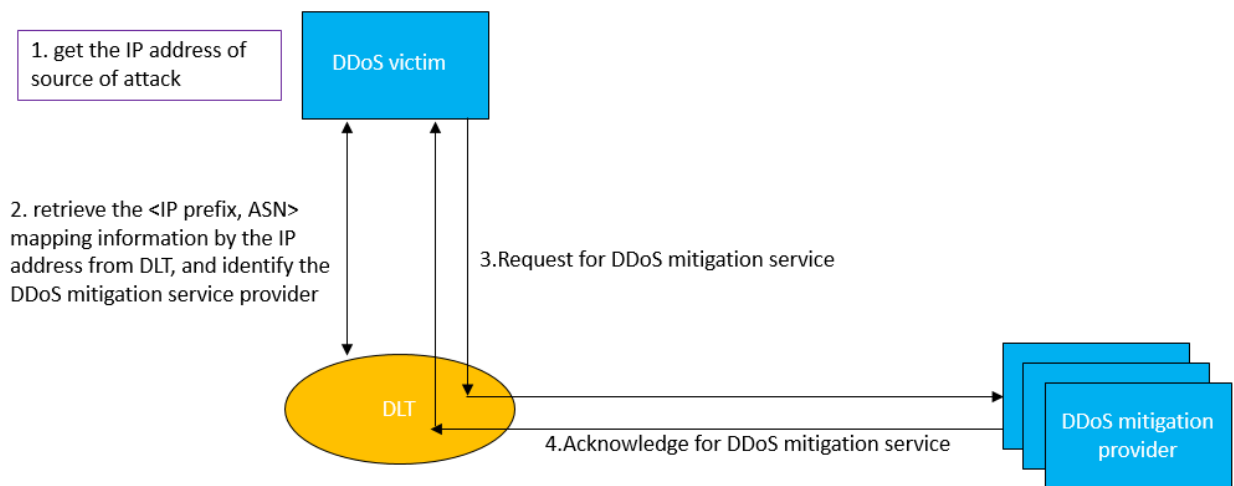 1. get the IP address of
source of attack
DDoS victim
2. retrieve the <IP prefix, ASN>
mapping information by the IP
address from DLT, and identify the
DDoS mitigation service provider
3.Request for DDoS mitigation service
DLT
4.Acknowledge for DDoS mitigation service
DDoS mitigation
provider